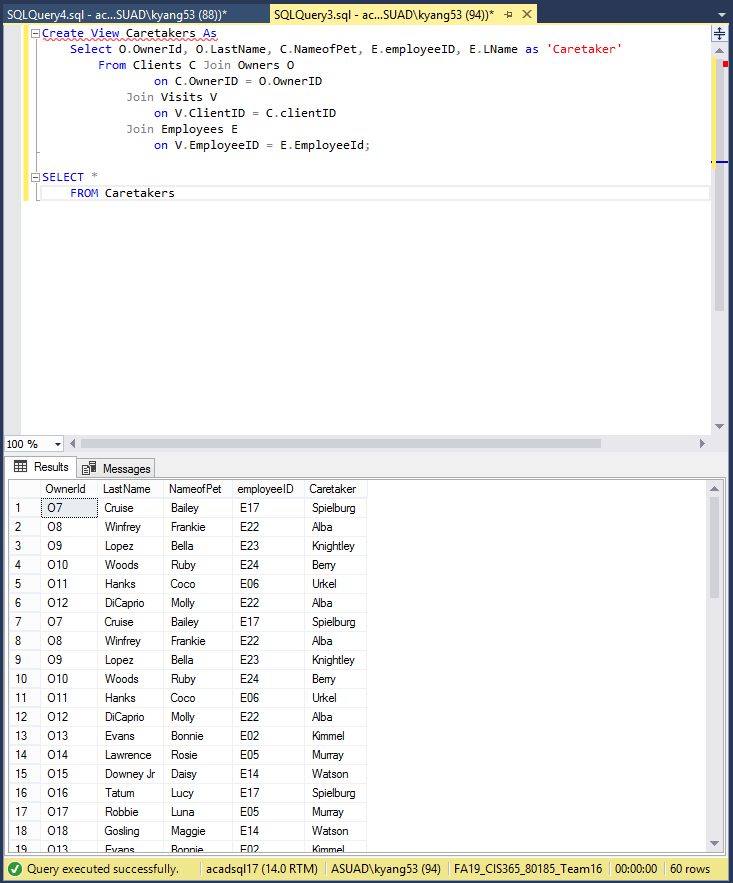 SQLQuery4.sql - ac...SUAD\kyang53 (88))* SQLQuery3.sql - ac...SUAD\kyang53 (94))*
Create View Caretakers As
Select O.OwnerId, O.LastName, C.NameofPet, E.employeeID, E.LName as 'Caretaker'
From Clients C Join Owners O
on C.OwnerID = O.OwnerID
Join Visits V
on V.ClientID = C.clientID
Join Employees E
on V.EmployeeID = E.EmployeeId;
SELECT *
FROM Caretakers
100 %
Results Messages
OwnerId LastName NameofPet employeeID Caretaker
1 O7 Cruise Bailey E17 Spielburg
2 O8 Winfrey Frankie E22 Alba
3 O9 Lopez Bella E23 Knightley
4 O10 Woods Ruby E24 Berry
5 O11 Hanks Coco E06 Urkel
6 O12 DiCaprio Molly E22 Alba
7 O7 Cruise Bailey E17 Spielburg
8 O8 Winfrey Frankie E22 Alba
9 O9 Lopez Bella E23 Knightley
10 O10 Woods Ruby E24 Berry
11 O11 Hanks Coco E06 Urkel
12 O12 DiCaprio Molly E22 Alba
13 O13 Evans Bonnie E02 Kimmel
14 O14 Lawrence Rosie E05 Murray
15 O15 Downey Jr Daisy E14 Watson
16 O16 Tatum Lucy E17 Spielburg
17 O17 Robbie Luna E05 Murray
18 O18 Gosling Maggie E14 Watson
19 O13 Evans Bonnie E02 Kimmel
Query executed successfully. acadsql17 (14.0 RTM) ASUAD\kyang53 (94) FA19_CIS365_80185_Team16 00:00:00 60 rows